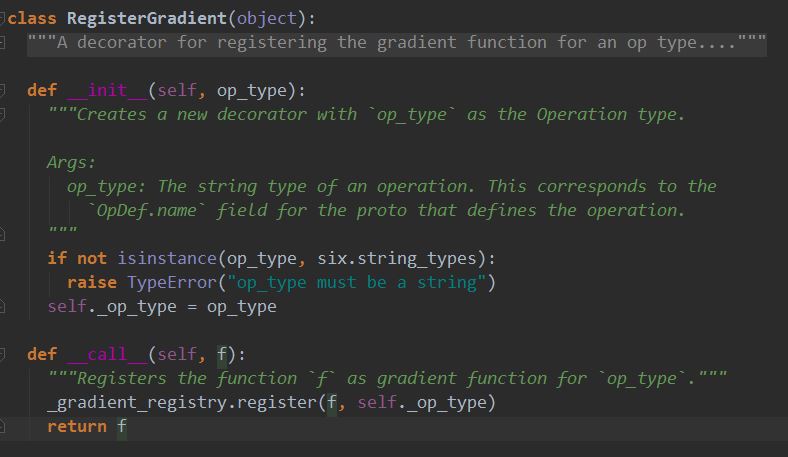 class RegisterGradient(object):
"""A decorator for registering the gradient function for an op type...."""
def __init__(self, op_type):
"""Creates a new decorator with `op_type` as the Operation type.
Args:
op_type: The string type of an operation. This corresponds to the
`OpDef.name` field for the proto that defines the operation.
"""
if not isinstance(op_type, six.string_types):
raise TypeError("op_type must be a string")
self._op_type = op_type
def __call__(self, f):
"""Registers the function `f` as gradient function for `op_type`."""
_gradient_registry.register(f, self._op_type)
return f